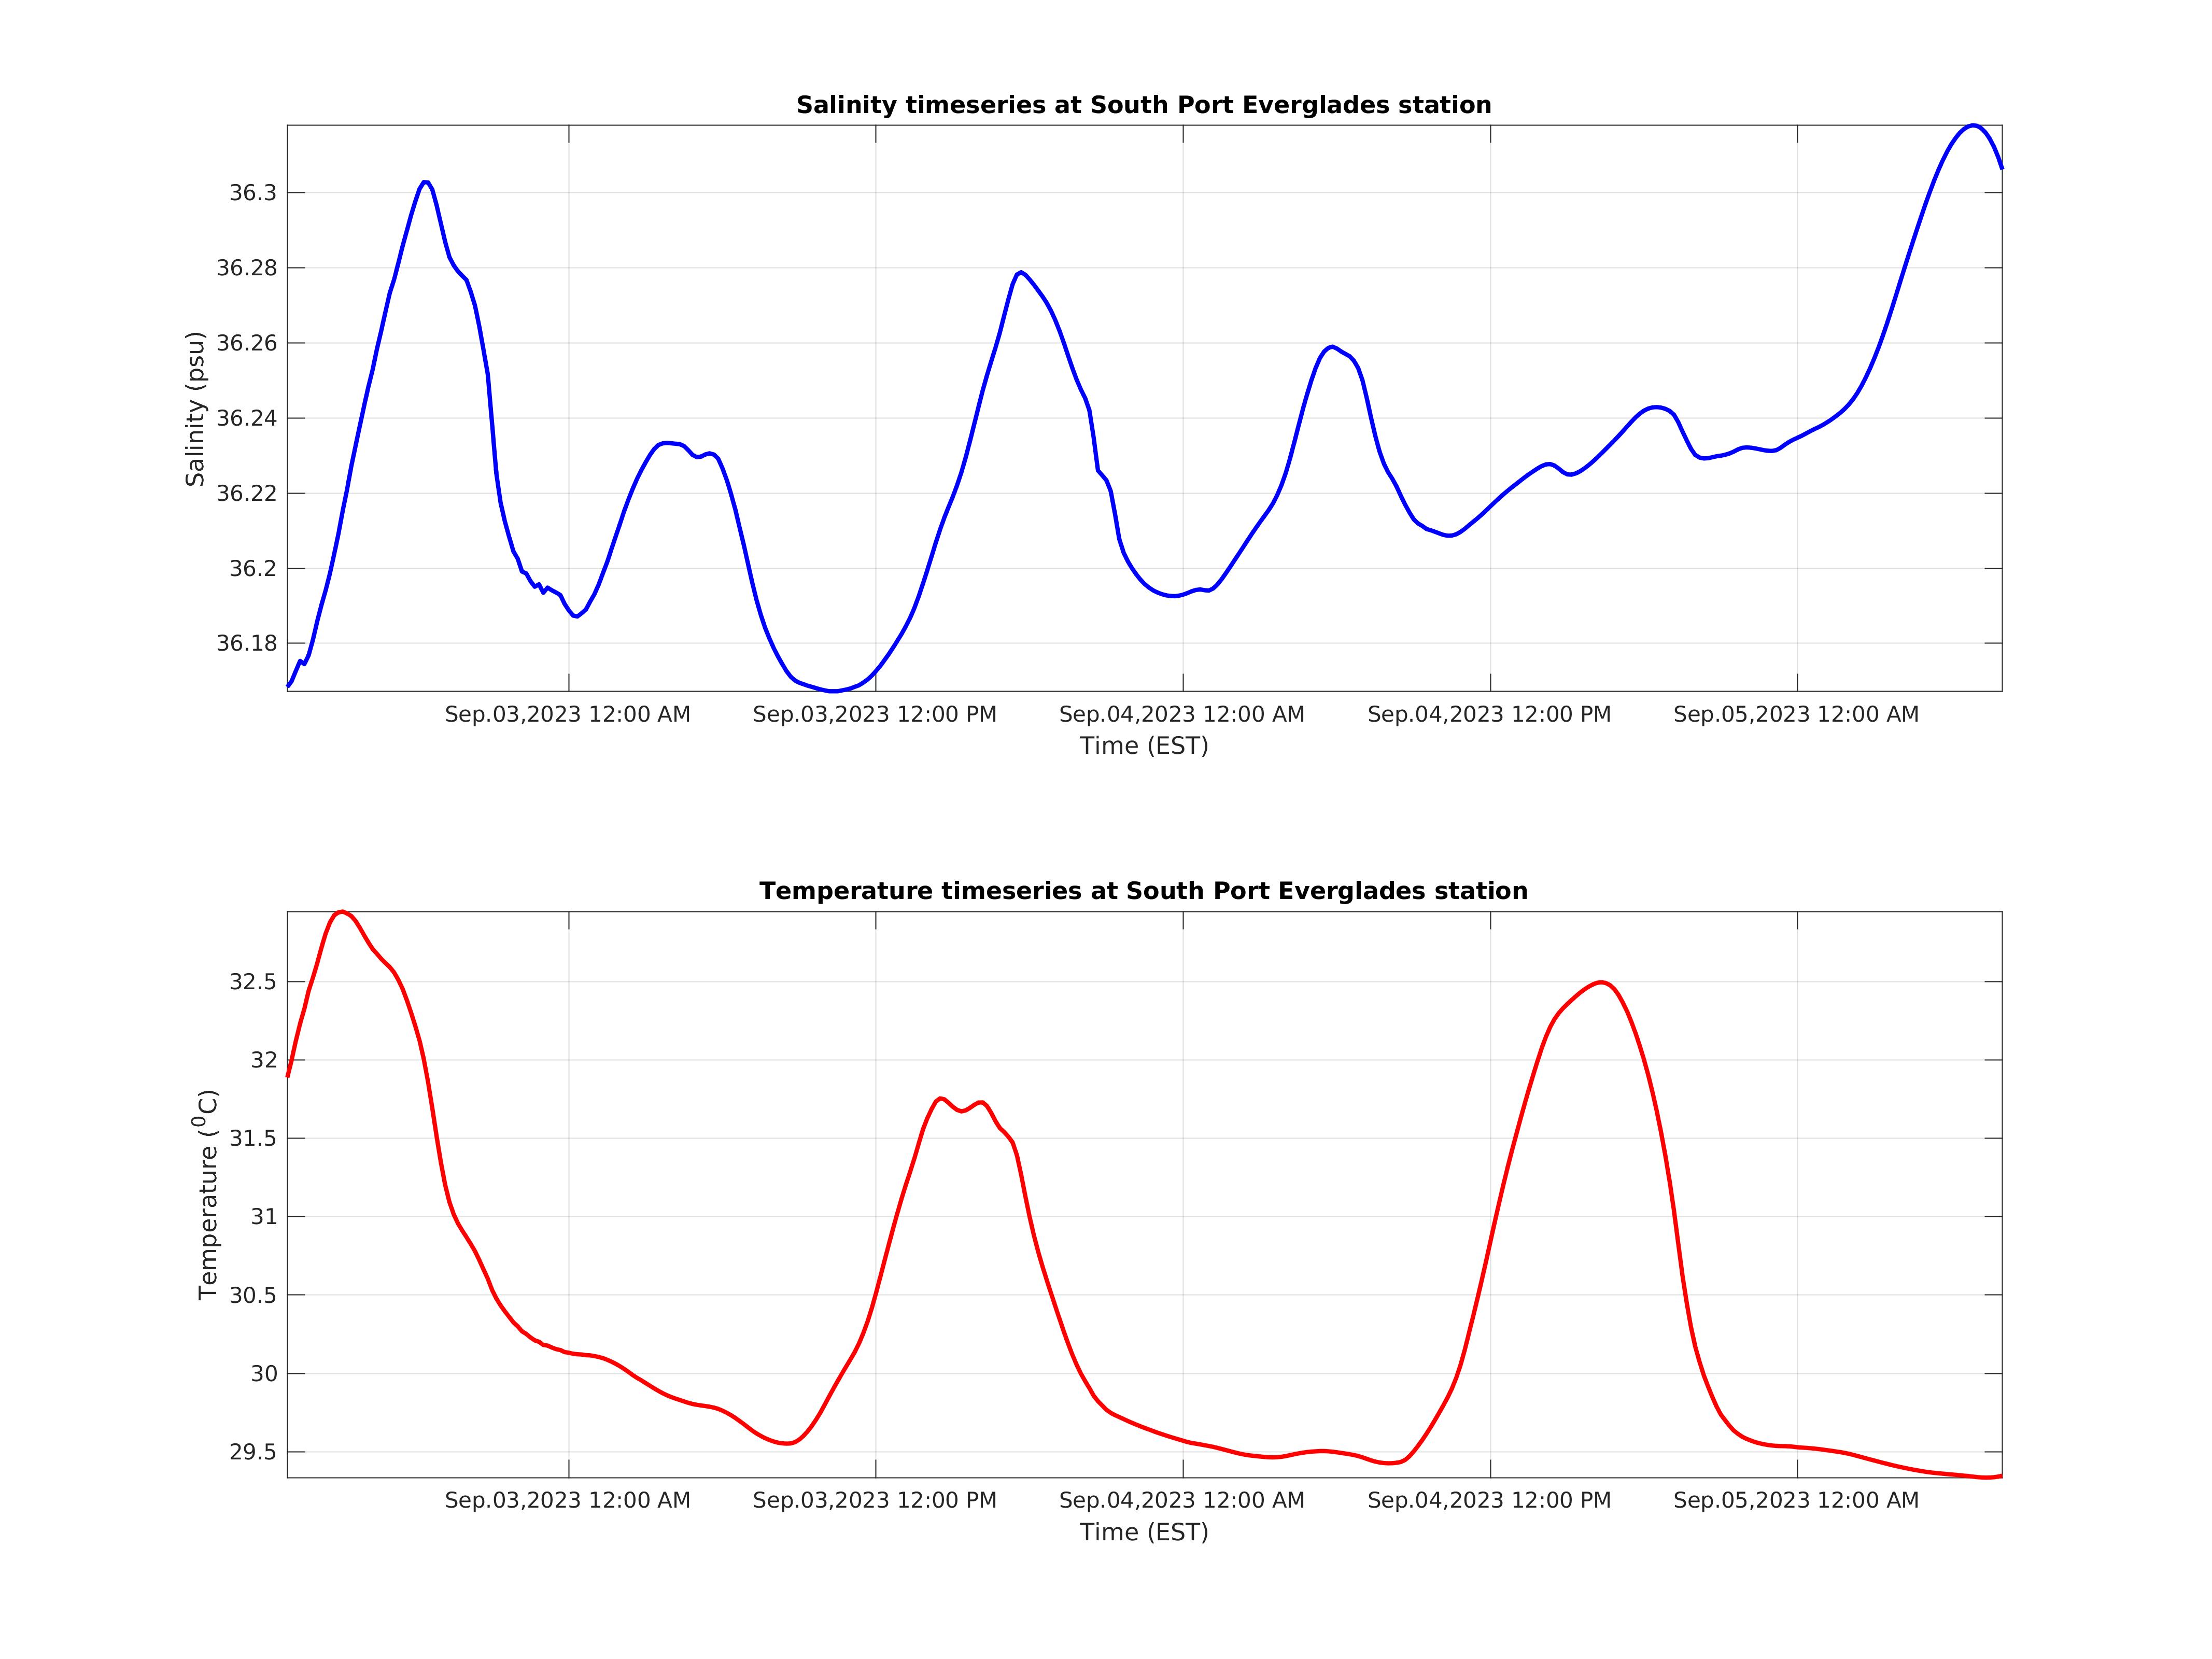 Salinity timeseries at South Port Everglades station
36.3
36.28
36.26
36.24
36.22
36.2
36.18
Salinity (psu)
Sep.03,2023 12:00 AM Sep.03,2023 12:00 PM Sep.04,2023 12:00 AM Sep.04,2023 12:00 PM Sep.05,2023 12:00 AM
Time (EST)
Temperature timeseries at South Port Everglades station
32.5
32
31.5
31
30.5
30
29.5
Temperature (⁰C)
Sep.03,2023 12:00 AM Sep.03,2023 12:00 PM Sep.04,2023 12:00 AM Sep.04,2023 12:00 PM Sep.05,2023 12:00 AM
Time (EST)